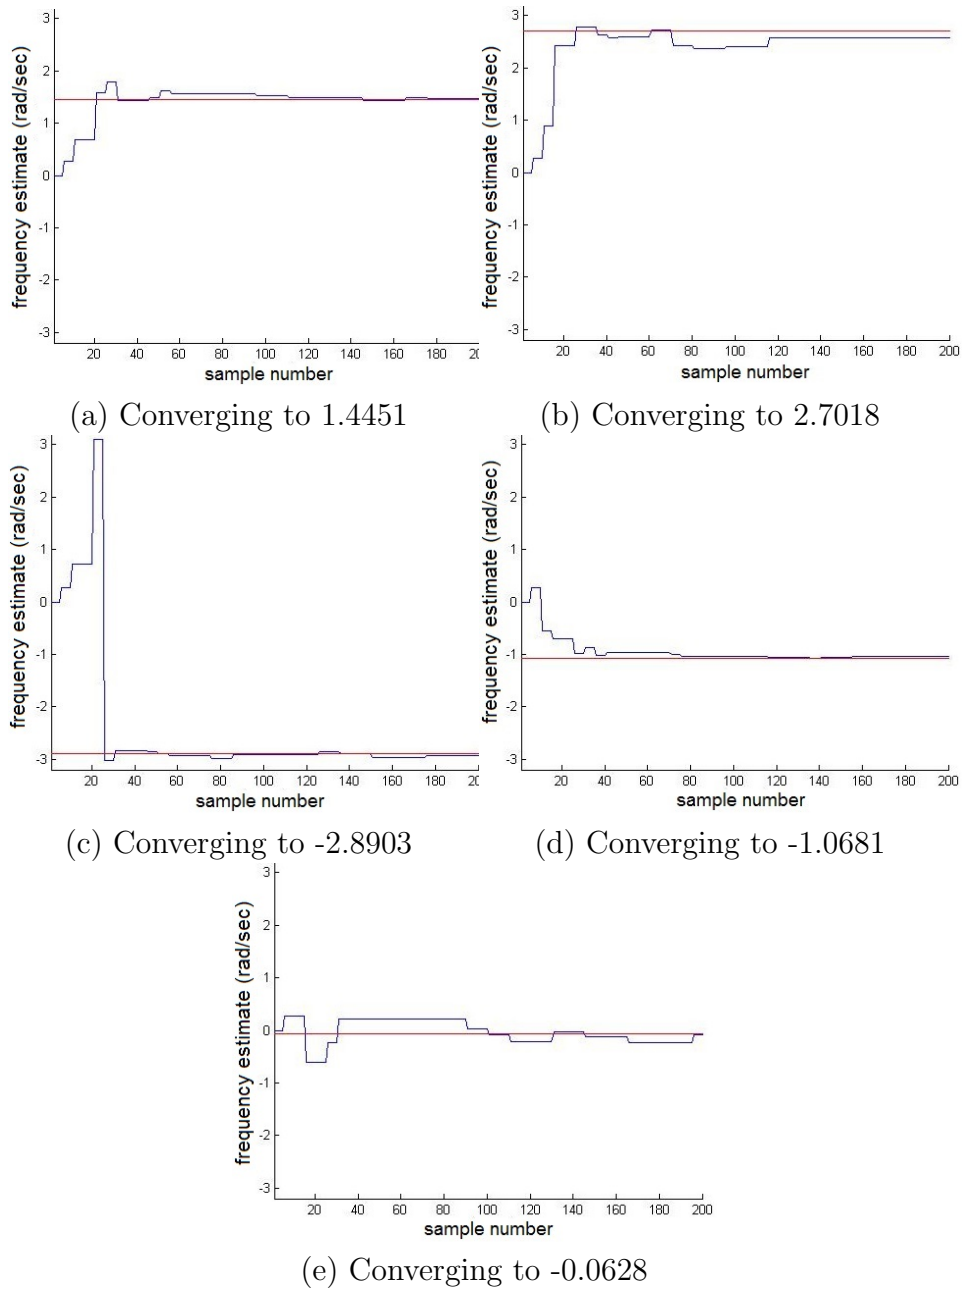 3
2
1
0
-1
-2
-3
frequency estimate (rad/sec)
20 40 60 80 100 120 140 160 180 20
sample number
(a) Converging to 1.4451
3
2
1
0
-1
-2
-3
frequency estimate (rad/sec)
20 40 60 80 100 120 140 160 180 200
sample number
(b) Converging to 2.7018
3
2
1
0
-1
-2
-3
frequency estimate (rad/sec)
20 40 60 80 100 120 140 160 180 20
sample number
(c) Converging to -2.8903
3
2
1
0
-1
-2
-3
frequency estimate (rad/sec)
20 40 60 80 100 120 140 160 180 200
sample number
(d) Converging to -1.0681
3
2
1
0
-1
-2
-3
frequency estimate (rad/sec)
20 40 60 80 100 120 140 160 180 200
sample number
(e) Converging to -0.0628